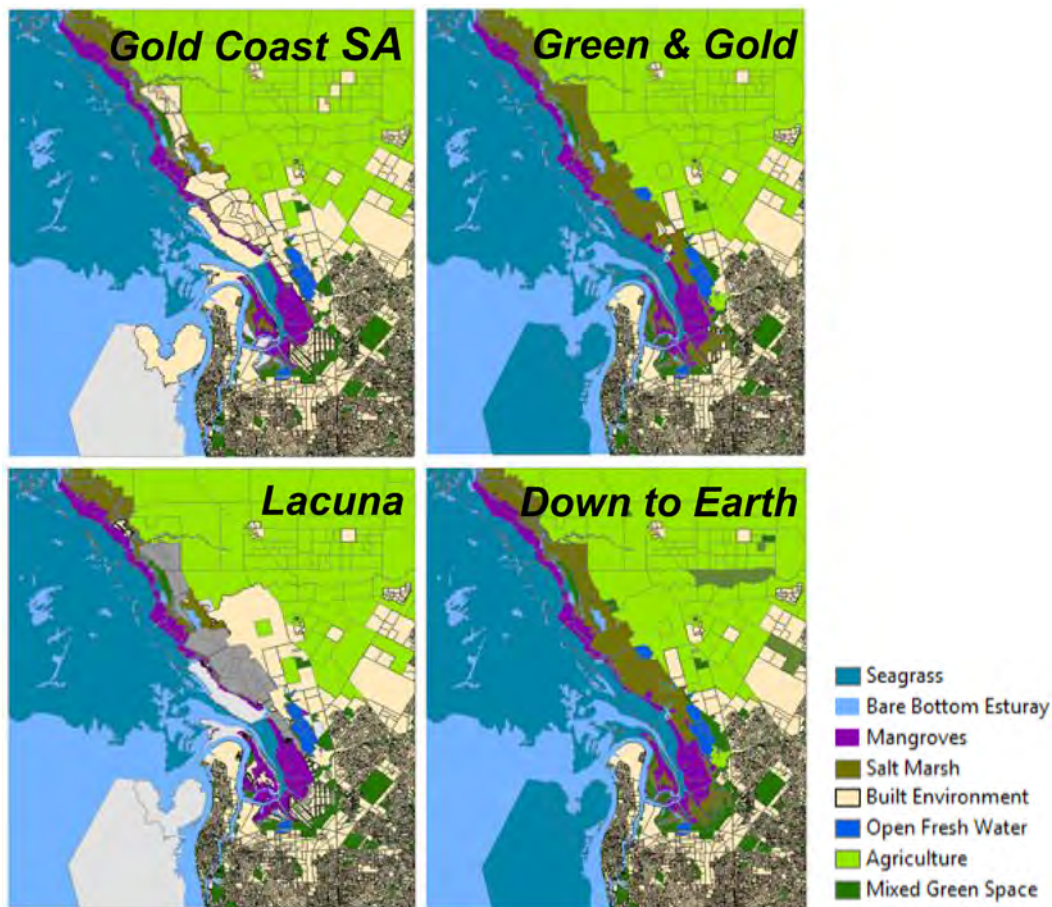 Gold Coast SA
Green & Gold
Lacuna
Down to Earth
Seagrass
Bare Bottom Esturay
Mangroves
Salt Marsh
Built Environment
Open Fresh Water
Agriculture
Mixed Green Space